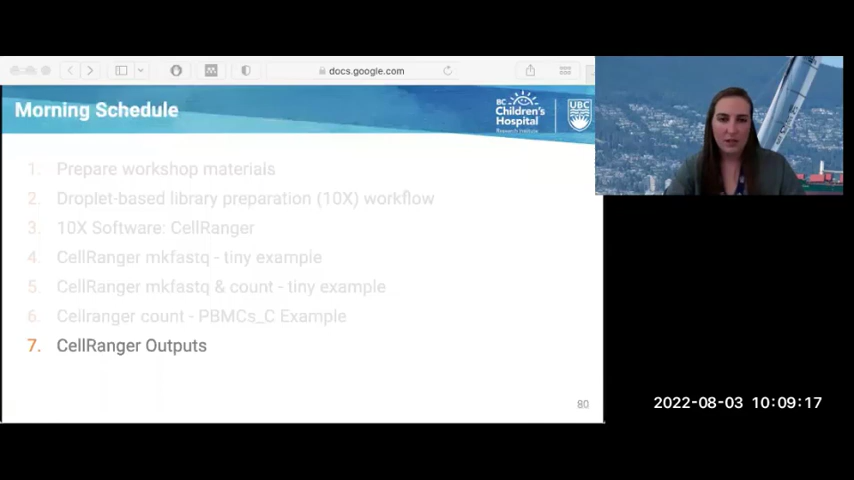 docs.google.com
Morning Schedule
BC
Children's
Hospital
Research Institute
UBC
1. Prepare workshop materials
2. Droplet-based library preparation (10X) workflow
3. 10X Software: CellRanger
4. CellRanger mkfastq - tiny example
5. CellRanger mkfastq & count - tiny example
6. Cellranger count - PBMCs_C Example
7. CellRanger Outputs
80
2022-08-03 10:09:17